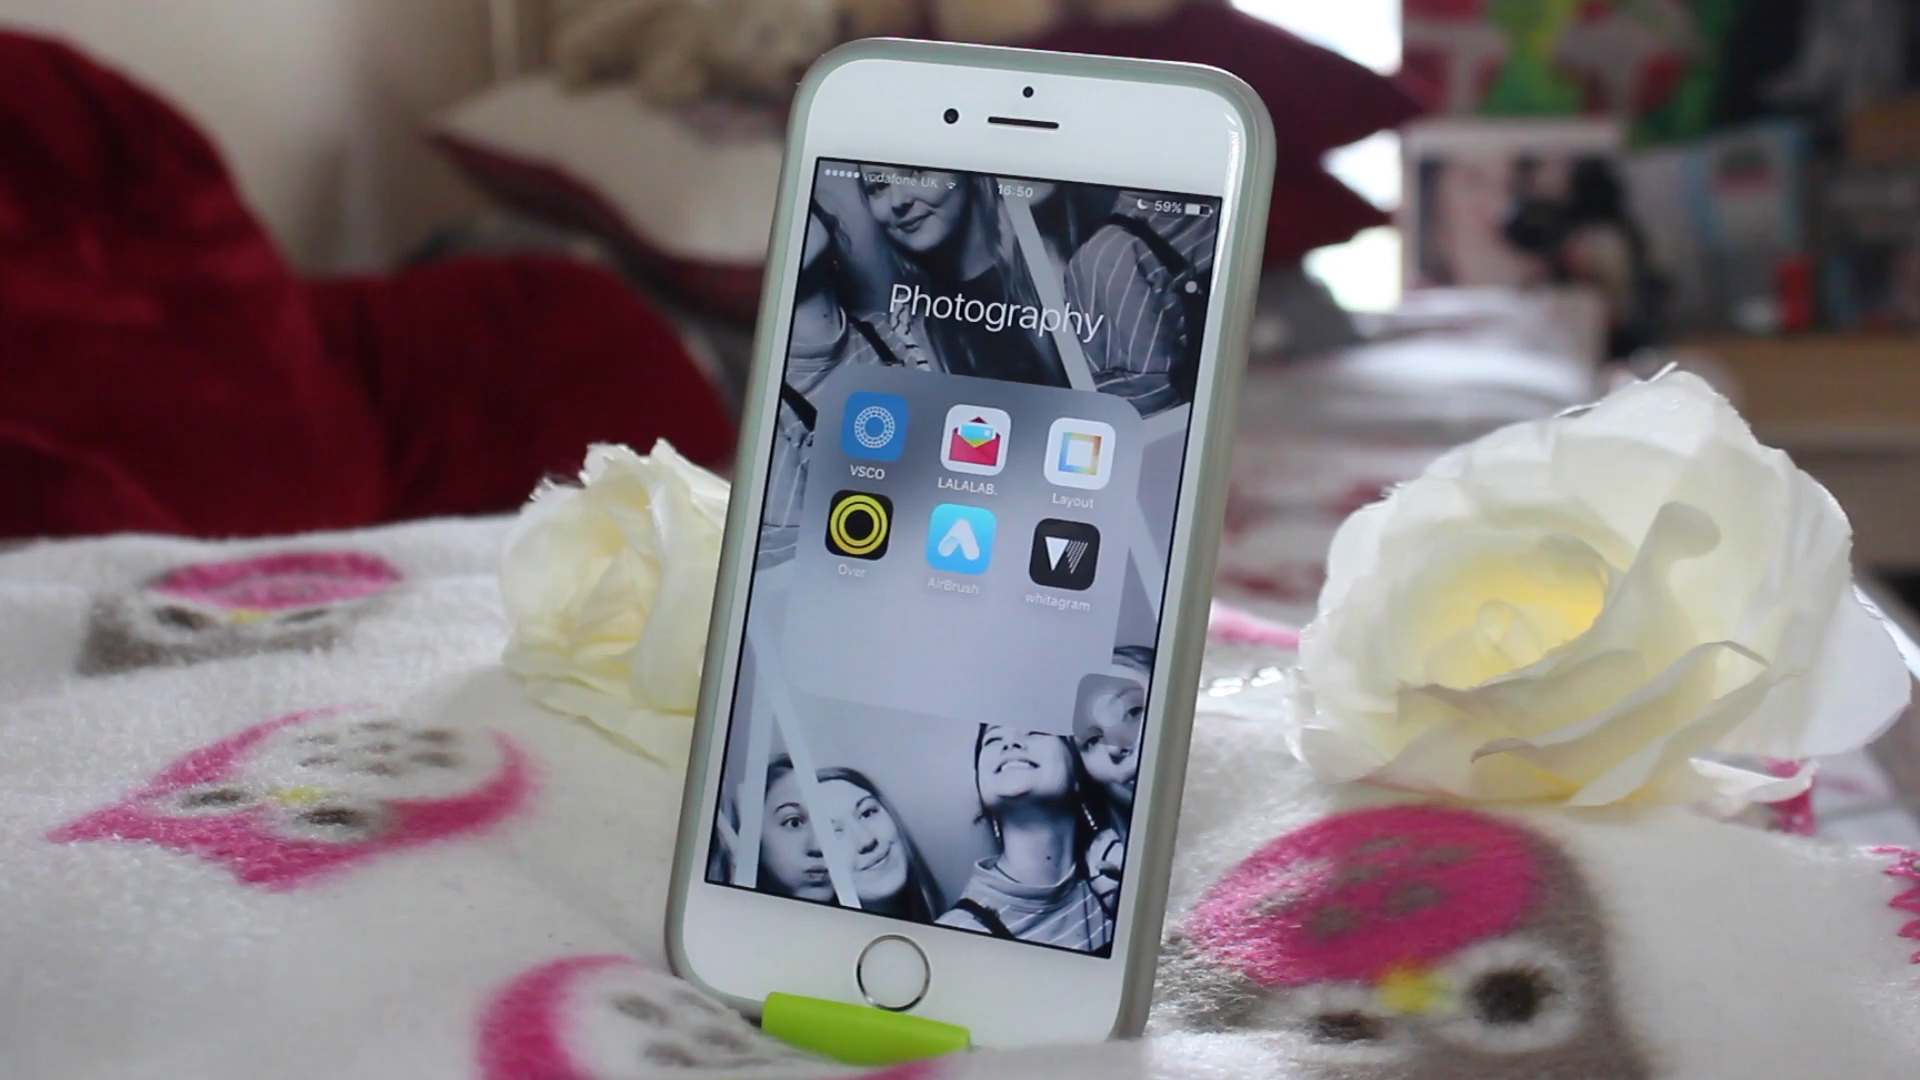 vodafone UK 16:50 59%
Photography
VSCO LALALAB. Layout
Over AirBrush whitagram